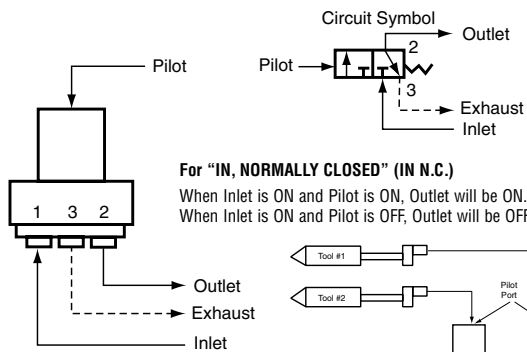 Circuit Symbol
2
Outlet
Pilot
Pilot
3
Exhaust
Inlet
For “IN, NORMALLY CLOSED” (IN N.C.)
When Inlet is ON and Pilot is ON, Outlet will be ON.
When Inlet is ON and Pilot is OFF, Outlet will be OFF
1 3 2
Tool #1
Tool #2
Pilot
Port
Outlet
Exhaust
Inlet